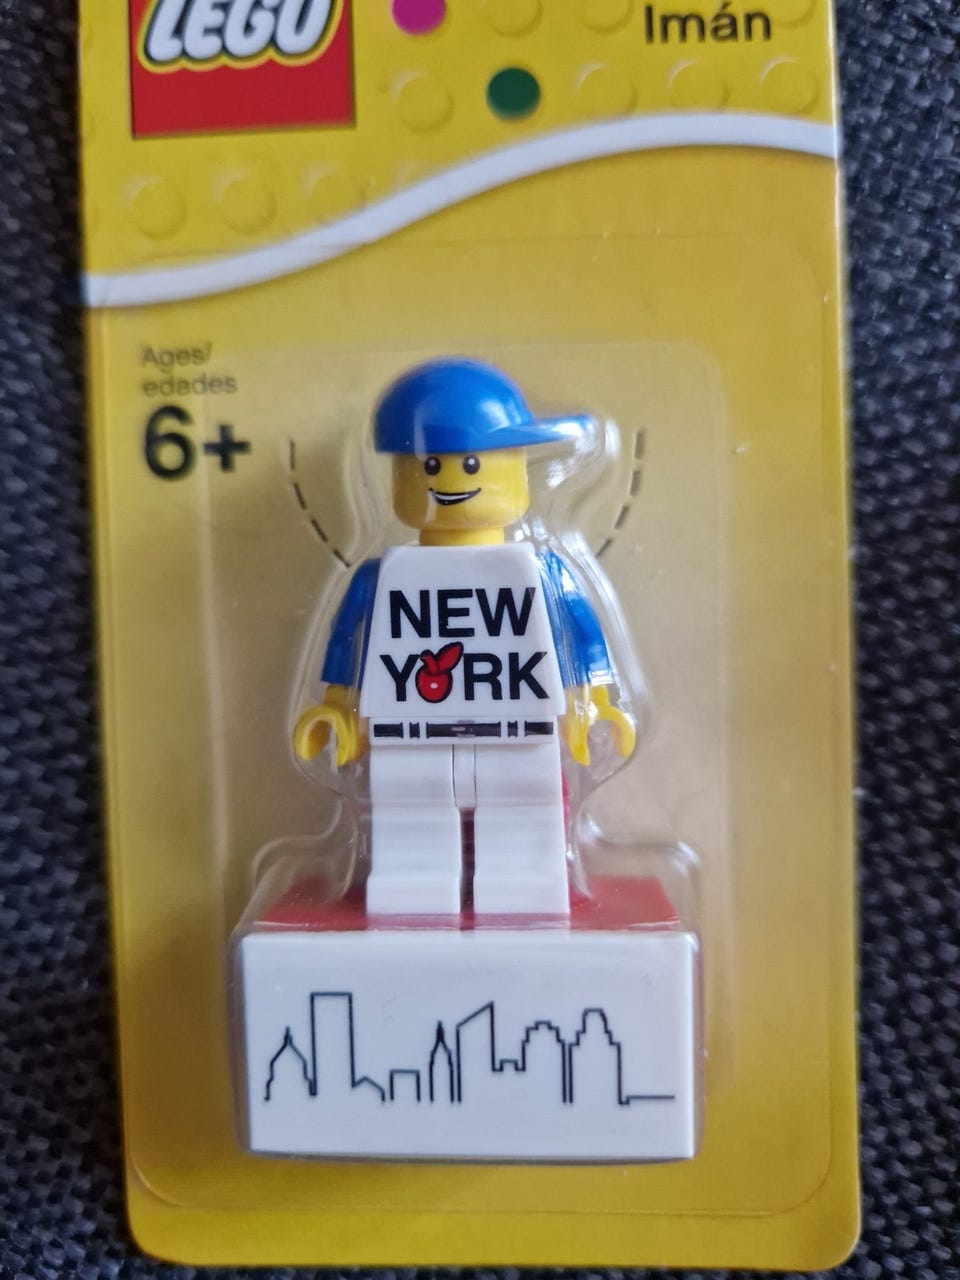 LEGO
Imán
Ages/
edades
6+
NEW
YORK